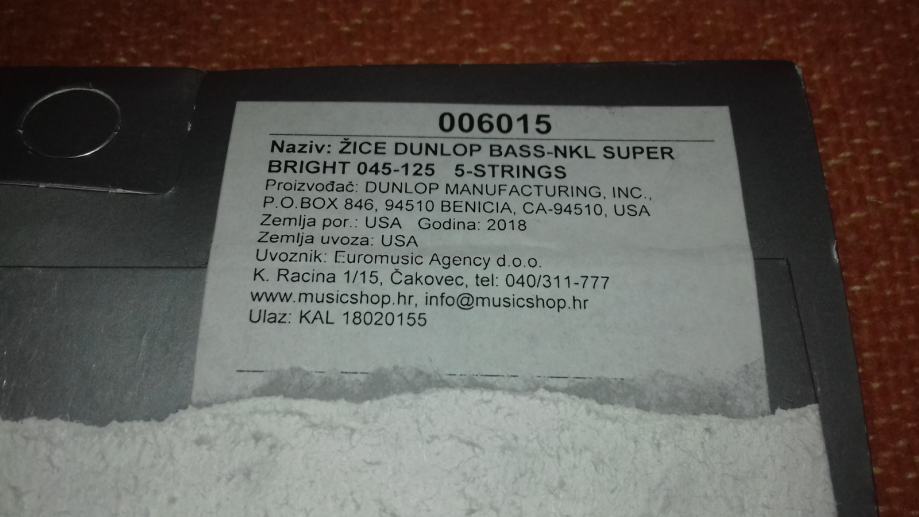 006015
Naziv: ŽICE DUNLOP BASS-NKL SUPER
BRIGHT 045-125 5-STRINGS
Proizvođač: DUNLOP MANUFACTURING, INC.,
P.O.BOX 846, 94510 BENICIA, CA-94510, USA
Zemlja por.: USA Godina: 2018
Zemlja uvoza: USA
Uvoznik: Euromusic Agency d.o.o.
K. Racina 1/15, Čakovec, tel: 040/311-777
www.musicshop.hr, info@musicshop.hr
Ulaz: KAL 18020155